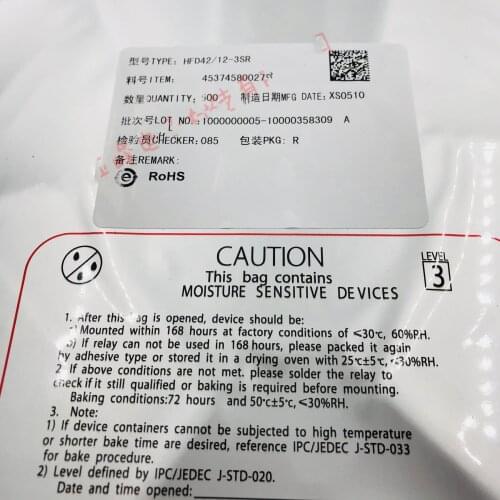 型号TYPE: HFD42/12-3SR
料号ITEM: 45374580027
数量QUANTITY: 500 制造日期MFG DATE: XS0510
批次号LOT NO.: 1000000005-10000358309 A
检验员CHECKER: 085 包装PKG: R
备注REMARK:
e RoHS
CAUTION
This bag contains
MOISTURE SENSITIVE DEVICES
LEVEL
3
1. After this bag is opened, device should be:
a) Mounted within 168 hours at factory conditions of ≤30℃, 60%P.H.
b) If relay can not be used in 168 hours, please packed it again
by adhesive type or stored it in a drying oven with 25℃±5℃, ≤30%RH.
2. If above conditions are not met. please solder the relay to
check if it still qualified or baking is required before mounting.
Baking conditions:72 hours and 50℃±5℃,≤30%RH.
3. Note:
1) If device containers cannot be subjected to high temperature
or shorter bake time are desired, reference IPC/JEDEC J-STD-033
for bake procedure.
2) Level defined by IPC/JEDEC J-STD-020.
Date and time opened: